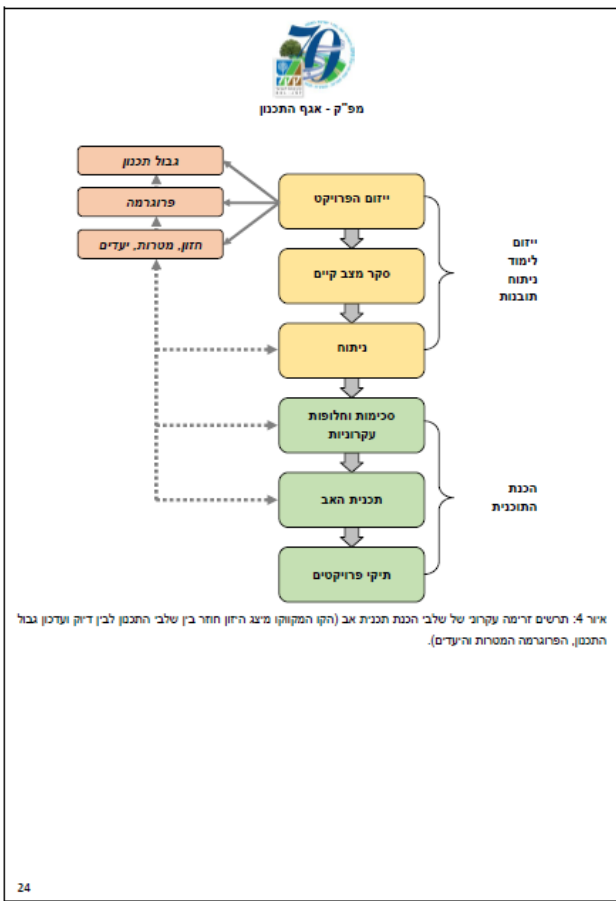 70
מפ"ק - אגף התכנון
גבול תכנון
פרוגרמה
חזון, מטרות, יעדים
ייזום הפרויקט
סקר מצב קיים
ניתוח
ייזום
לימוד
ניתוח
תובנות
סכימות וחלופות
עקרוניות
תכנית האב
תיקי פרויקטים
הכנת
התוכנית
איור 4: תרשים זרימה עקרוני של שלבי הכנת תכנית אב (הקו המקווקו מיצג היזון חוזר בין שלבי התכנון לבין דיוק ועדכון גבול
התכנון, הפרוגרמה המטרות והיעדים).
24